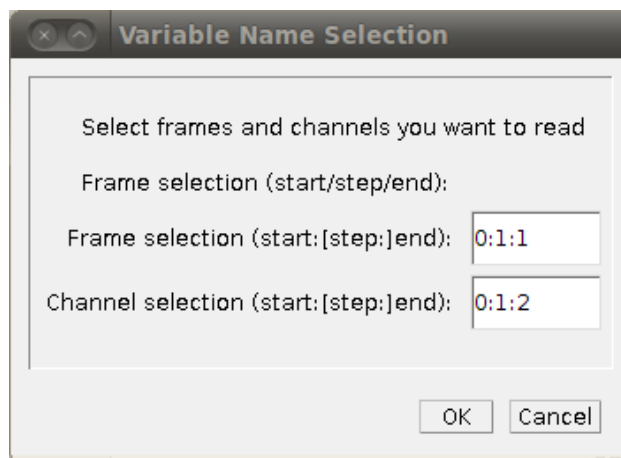 Variable Name Selection
Select frames and channels you want to read
Frame selection (start/step/end):
Frame selection (start:[step:]end): 0:1:1
Channel selection (start:[step:]end): 0:1:2
OK Cancel